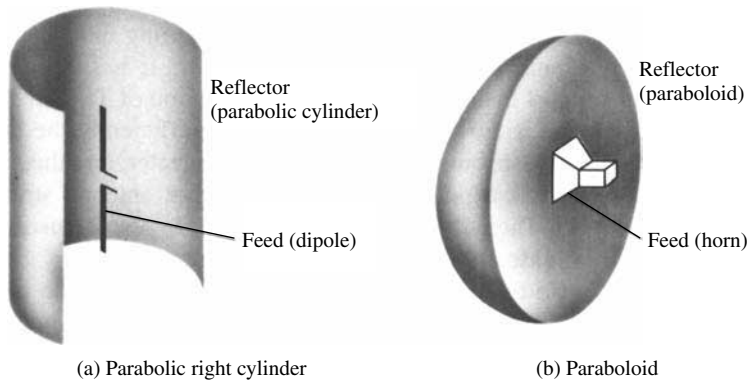 Reflector
(parabolic cylinder)
Feed (dipole)
(a) Parabolic right cylinder
Reflector
(paraboloid)
Feed (horn)
(b) Paraboloid